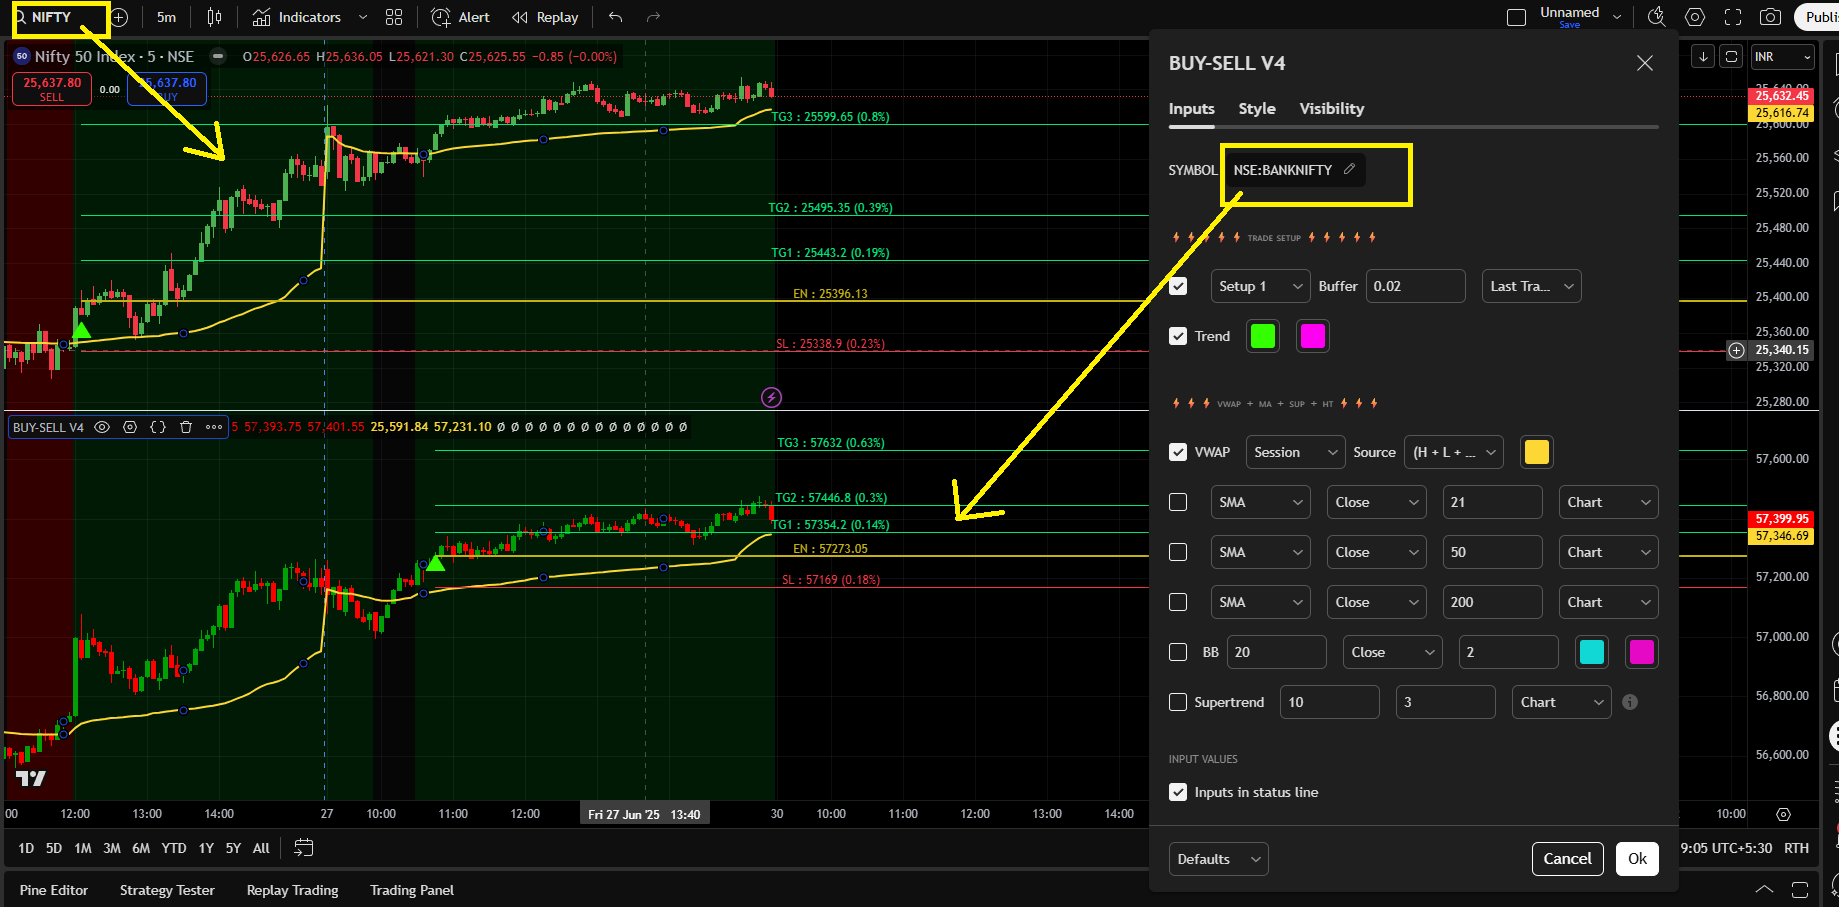 NIFTY
5m
Indicators
Alert
Replay
Unnamed
Save
50 Nifty 50 Index · 5 · NSE O25,626.65 H25,636.05 L25,621.30 C25,625.55 −0.85 (−0.00%)
25,637.80
SELL
0.00
INR
25,632.45
25,616.74
25,600.00
25,560.00
25,520.00
25,480.00
25,440.00
25,400.00
25,360.00
25,340.15
25,320.00
25,280.00
TG3 : 25599.65 (0.8%)
TG2 : 25495.35 (0.39%)
TG1 : 25443.2 (0.19%)
EN : 25396.13
SL : 25338.9 (0.23%)
BUY-SELL V4
5 57,393.75 57,401.55 25,591.84 57,231.10 ø ø ø ø ø ø ø ø ø ø ø ø ø ø
TG3 : 57632 (0.63%)
TG2 : 57446.8 (0.3%)
TG1 : 57354.2 (0.14%)
EN : 57273.05
SL : 57169 (0.18%)
57,600.00
57,399.95
57,346.69
57,200.00
57,000.00
56,800.00
56,600.00
BUY-SELL V4
Inputs Style Visibility
SYMBOL NSE:BANKNIFTY
TRADE SETUP
Setup 1 Buffer 0.02 Last Tra...
Trend
VWAP + MA + SUP + HT
VWAP Session Source (H + L + ...
SMA Close 21 Chart
SMA Close 50 Chart
SMA Close 200 Chart
BB 20 Close 2
Supertrend 10 3 Chart
INPUT VALUES
Inputs in status line
Defaults Cancel Ok
12:00 13:00 14:00 27 10:00 11:00 12:00 Fri 27 Jun '25 13:40 30 10:00 11:00 12:00 13:00 14:00 10:00
1D 5D 1M 3M 6M YTD 1Y 5Y All
9:05 UTC+5:30 RTH
Pine Editor Strategy Tester Replay Trading Trading Panel